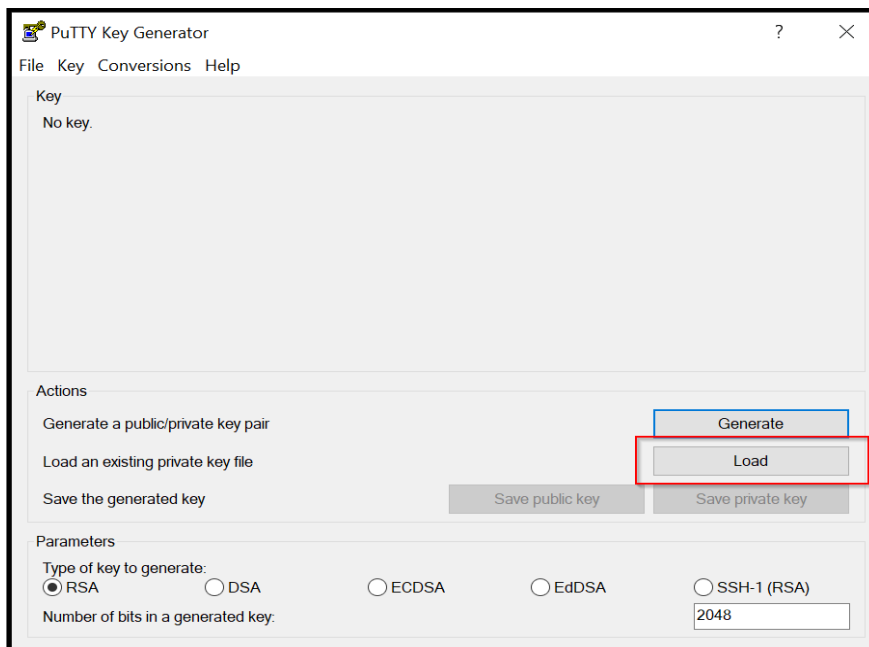 PuTTY Key Generator
?
File Key Conversions Help
Key
No key.
Actions
Generate a public/private key pair
Generate
Load an existing private key file
Load
Save the generated key
Save public key
Save private key
Parameters
Type of key to generate:
RSA
DSA
ECDSA
EdDSA
SSH-1 (RSA)
Number of bits in a generated key:
2048